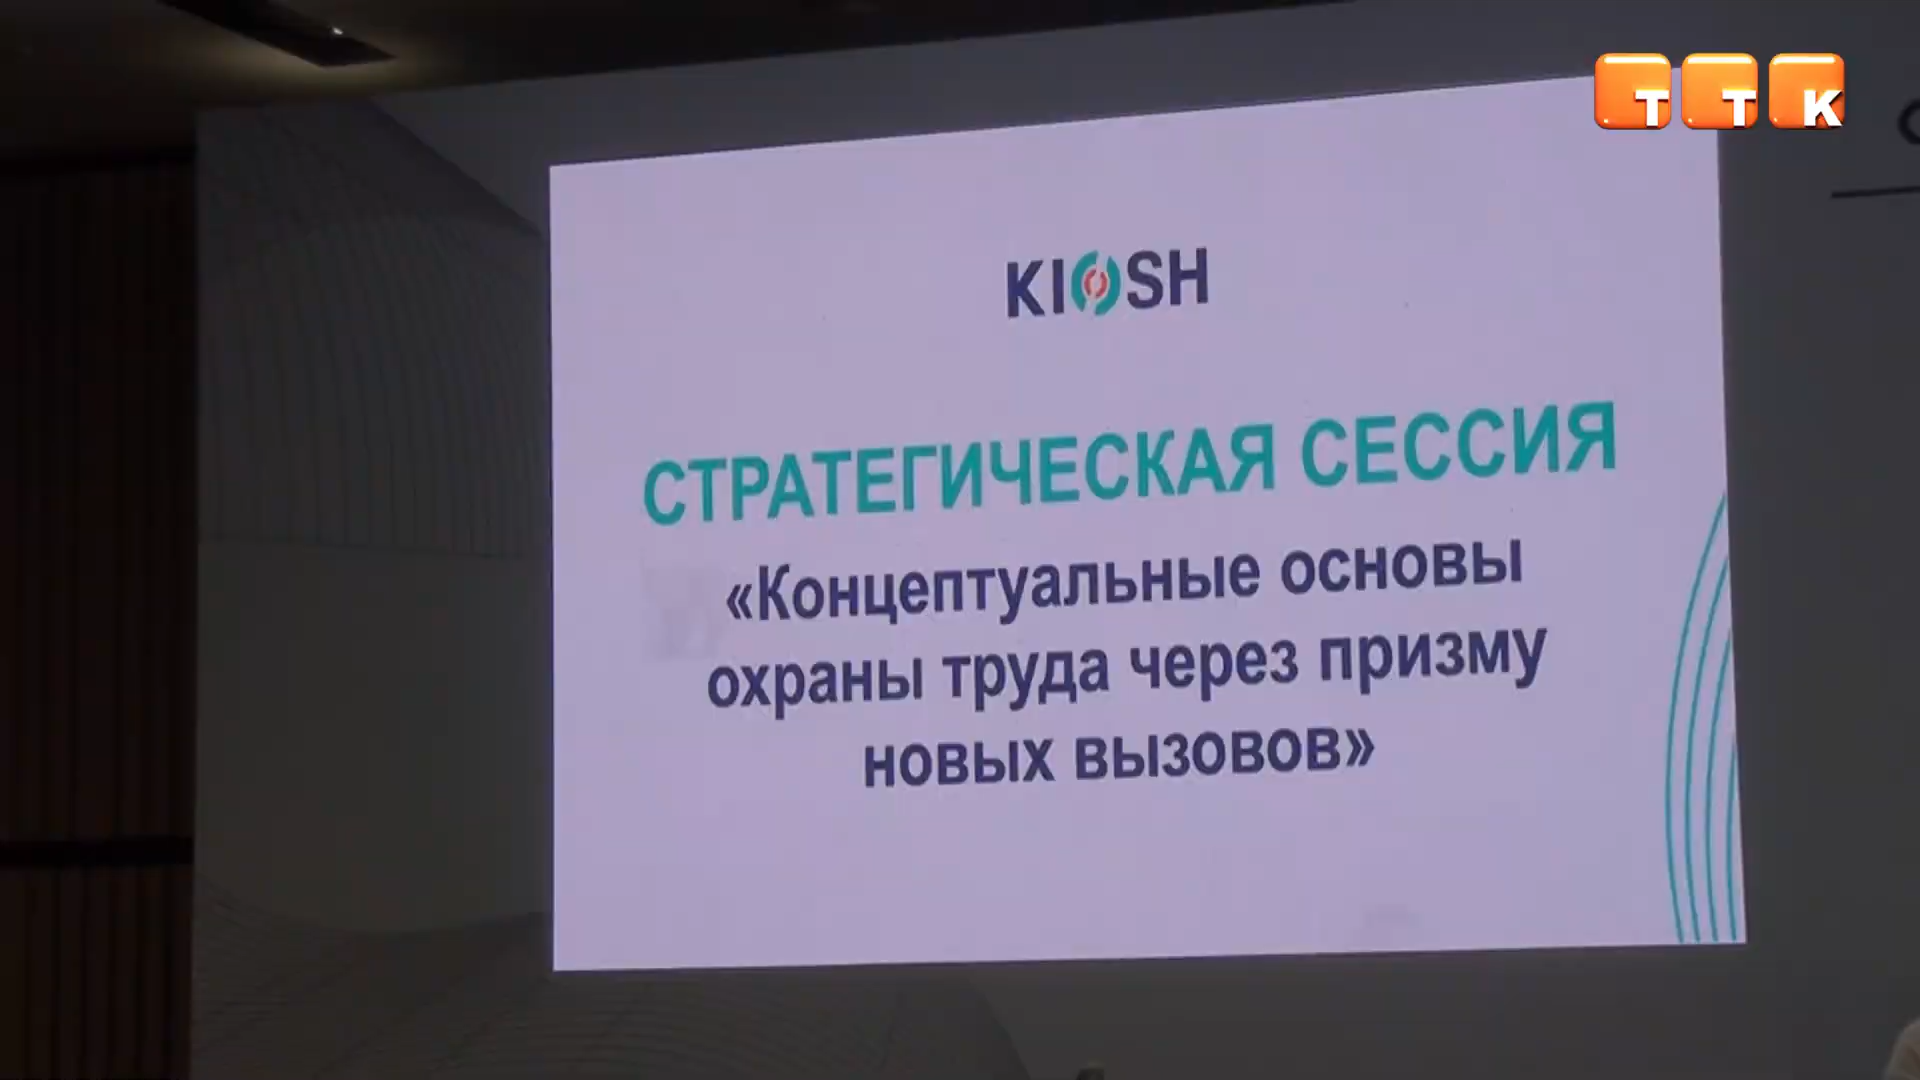 ТТК
KIOSH
СТРАТЕГИЧЕСКАЯ СЕССИЯ
«Концептуальные основы
охраны труда через призму
новых вызовов»